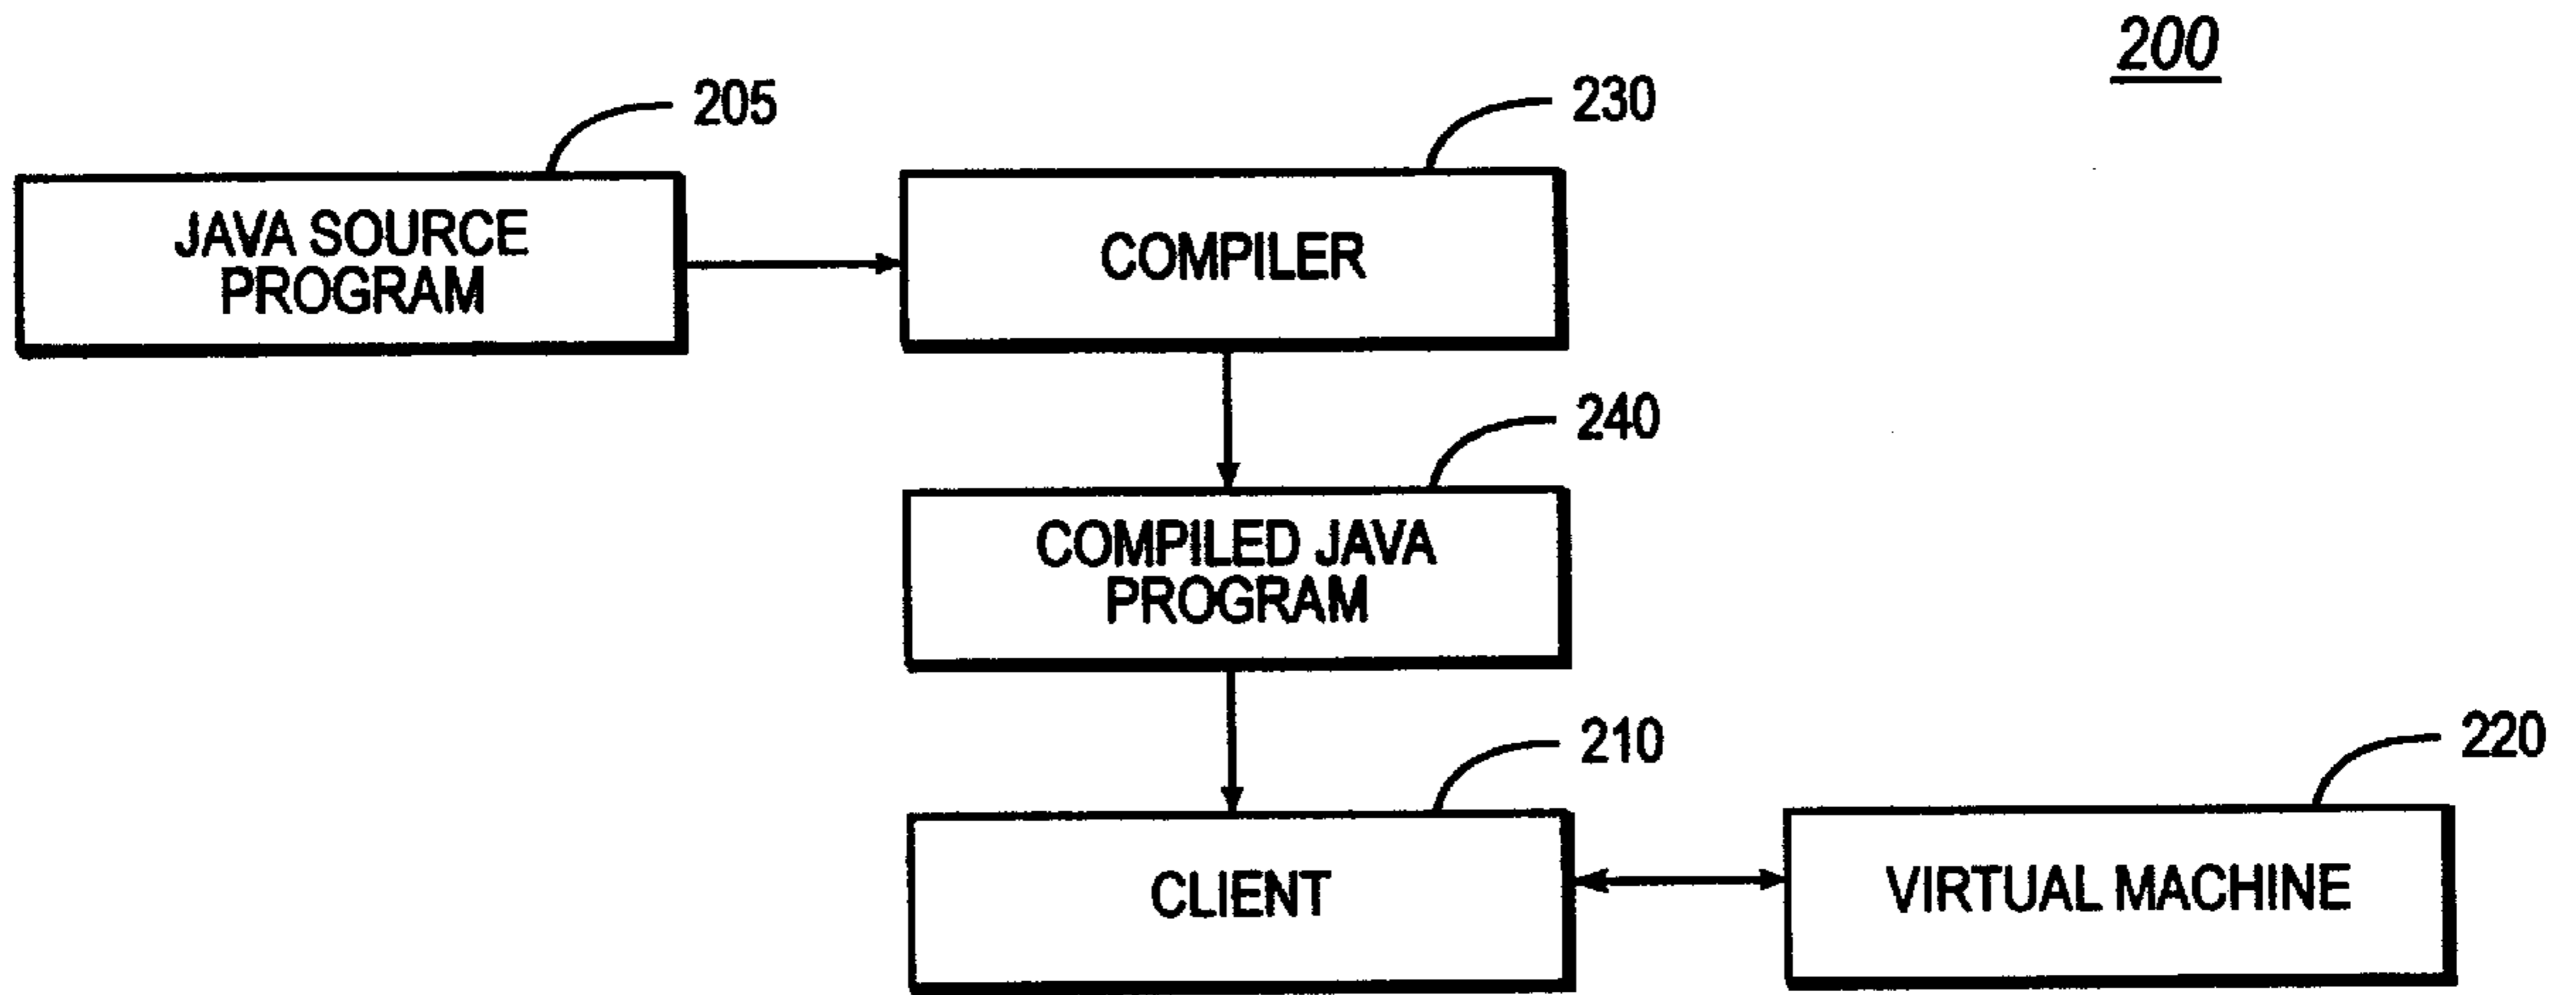 200
205
230
JAVA SOURCE
PROGRAM
COMPILER
240
COMPILED JAVA
PROGRAM
210
220
CLIENT
VIRTUAL MACHINE